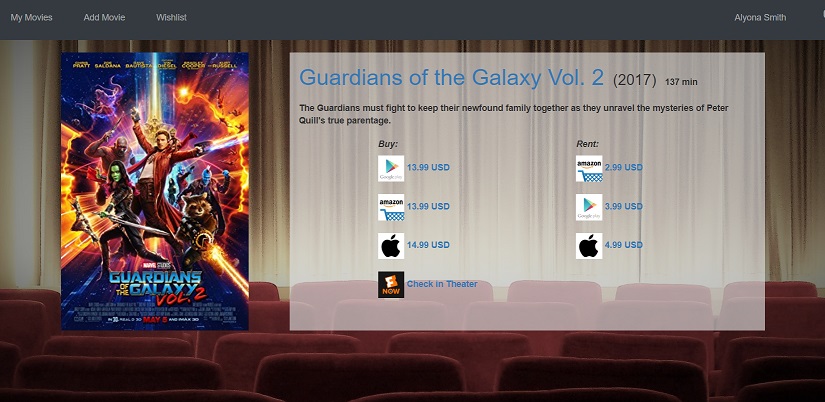 My Movies Add Movie Wishlist Alyona Smith
PRATT SALDANA BAUTISTA DIESEL COOPER RUSSELL
MARVEL STUDIOS
GUARDIANS
OF THE GALAXY
VOL. 2
MAY 5
Guardians of the Galaxy Vol. 2 (2017) 137 min
The Guardians must fight to keep their newfound family together as they unravel the mysteries of Peter
Quill's true parentage.
Buy: Rent:
Google play 13.99 USD amazon 2.99 USD
amazon 13.99 USD Google play 3.99 USD
14.99 USD 4.99 USD
NOW Check in Theater